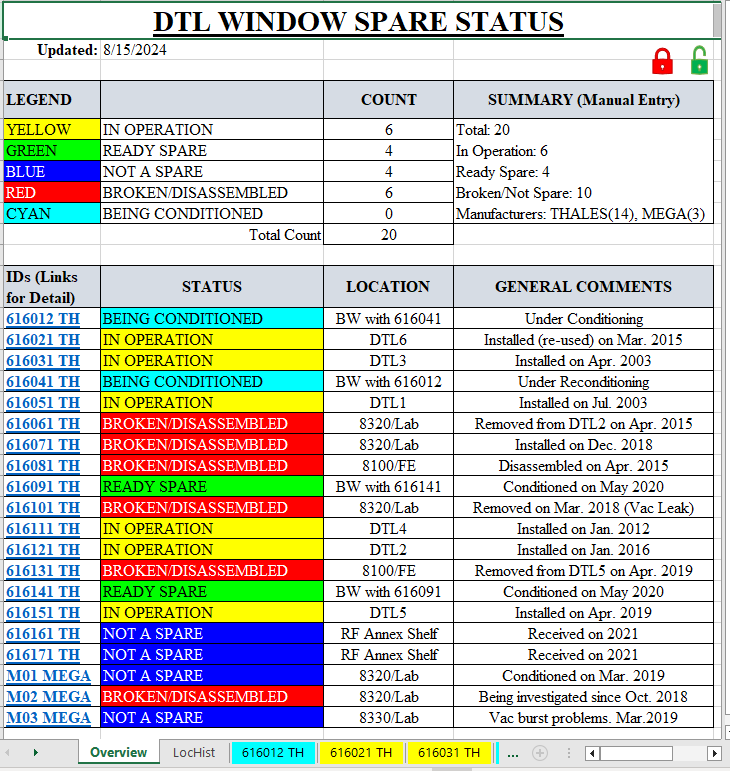 DTL WINDOW SPARE STATUS
Updated: 8/15/2024
LEGEND COUNT SUMMARY (Manual Entry)
YELLOW IN OPERATION 6 Total: 20
GREEN READY SPARE 4 In Operation: 6
BLUE NOT A SPARE 4 Ready Spare: 4
RED BROKEN/DISASSEMBLED 6 Broken/Not Spare: 10
CYAN BEING CONDITIONED 0 Manufacturers: THALES(14), MEGA(3)
Total Count 20
IDs (Links
for Detail) STATUS LOCATION GENERAL COMMENTS
616012 TH BEING CONDITIONED BW with 616041 Under Conditioning
616021 TH IN OPERATION DTL6 Installed (re-used) on Mar. 2015
616031 TH IN OPERATION DTL3 Installed on Apr. 2003
616041 TH BEING CONDITIONED BW with 616012 Under Reconditioning
616051 TH IN OPERATION DTL1 Installed on Jul. 2003
616061 TH BROKEN/DISASSEMBLED 8320/Lab Removed from DTL2 on Apr. 2015
616071 TH BROKEN/DISASSEMBLED 8320/Lab Installed on Dec. 2018
616081 TH BROKEN/DISASSEMBLED 8100/FE Disassembled on Apr. 2015
616091 TH READY SPARE BW with 616141 Conditioned on May 2020
616101 TH BROKEN/DISASSEMBLED 8320/Lab Removed on Mar. 2018 (Vac Leak)
616111 TH IN OPERATION DTL4 Installed on Jan. 2012
616121 TH IN OPERATION DTL2 Installed on Jan. 2016
616131 TH BROKEN/DISASSEMBLED 8100/FE Removed from DTL5 on Apr. 2019
616141 TH READY SPARE BW with 616091 Conditioned on May 2020
616151 TH IN OPERATION DTL5 Installed on Apr. 2019
616161 TH NOT A SPARE RF Annex Shelf Received on 2021
616171 TH NOT A SPARE RF Annex Shelf Received on 2021
M01 MEGA NOT A SPARE 8320/Lab Conditioned on Mar. 2019
M02 MEGA BROKEN/DISASSEMBLED 8320/Lab Being investigated since Oct. 2018
M03 MEGA NOT A SPARE 8330/Lab Vac burst problems. Mar.2019
Overview LocHist 616012 TH 616021 TH 616031 TH ...